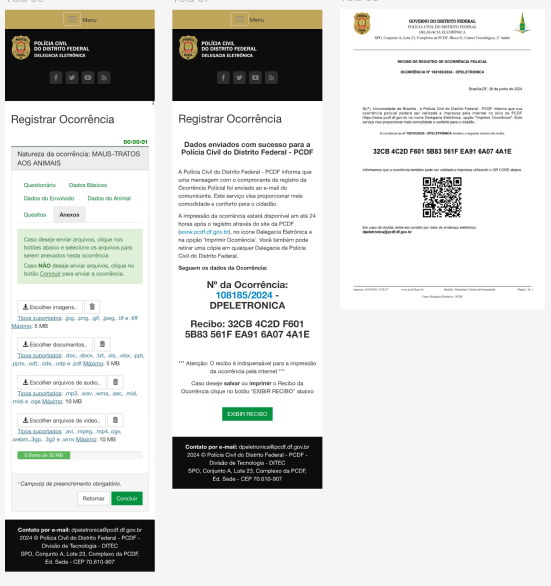 Menu
POLÍCIA CIVIL
DO DISTRITO FEDERAL
DELEGACIA ELETRÔNICA
Registrar Ocorrência
00:00:01
Natureza da ocorrência: MAUS-TRATOS
AOS ANIMAIS
Questionário Dados Básicos
Dados do Envolvido Dados do Animal
Quesitos Anexos
Caso deseje enviar arquivos, clique nos
botões abaixo e selecione os arquivos para
serem anexados nesta ocorrência
Caso NÃO deseje enviar arquivos, clique no
botão Concluir para enviar a ocorrência.
Escolher imagens..
Tipos suportados: .jpg, .png, .gif, .jpeg, .tif e .tiff
Máximo: 5 MB
Escolher documentos..
Tipos suportados: .doc, .docx, .txt, .xls, .xlsx, .ppt,
.pptx, .odt, .ods, .odp e .pdf Máximo: 5 MB
Escolher arquivos de audio..
Tipos suportados: .mp3, .wav, .wma, .aac, .mid,
.midi e .oga Máximo: 10 MB
Escolher arquivos de video..
Tipos suportados: .avi, .mpeg, .mp4, .ogv,
.webm, .3gp, .3g2 e .wmv Máximo: 10 MB
0 Bytes de 30 MB
* Campo(s) de preenchimento obrigatório.
Retornar Concluir
Contato por e-mail: dpeletronica@pcdf.df.gov.br
2024 © Polícia Civil do Distrito Federal - PCDF -
Divisão de Tecnologia - DITEC
SPO, Conjunto A, Lote 23, Complexo da PCDF,
Ed. Sede - CEP 70.610-907
Menu
POLÍCIA CIVIL
DO DISTRITO FEDERAL
DELEGACIA ELETRÔNICA
Registrar Ocorrência
Dados enviados com sucesso para a
Polícia Civil do Distrito Federal - PCDF
A Polícia Civil do Distrito Federal - PCDF informa que
uma mensagem com o comprovante de registro da
Ocorrência Policial foi enviado ao e-mail do
comunicante. Este serviço visa proporcionar mais
comodidade e conforto para o cidadão.
A impressão da ocorrência estará disponível em até 24
horas após o registro através do site da PCDF
(www.pcdf.df.gov.br), no ícone Delegacia Eletrônica e
na opção 'Imprimir Ocorrência'. Você também pode
retirar uma cópia em qualquer Delegacia de Polícia
Civil do Distrito Federal.
Seguem os dados da Ocorrência:
Nº da Ocorrência:
108185/2024 -
DPELETRONICA
Recibo: 32CB 4C2D F601
5B83 561F EA91 6A07 4A1E
*** Atenção: O recibo é indispensável para a impressão
da ocorrência pela internet ***
Caso deseje salvar ou imprimir o Recibo da
Ocorrência clique no botão "EXIBIR RECIBO" abaixo
EXIBIR RECIBO
Contato por e-mail: dpeletronica@pcdf.df.gov.br
2024 © Polícia Civil do Distrito Federal - PCDF -
Divisão de Tecnologia - DITEC
SPO, Conjunto A, Lote 23, Complexo da PCDF,
Ed. Sede - CEP 70.610-907
GOVERNO DO DISTRITO FEDERAL
POLÍCIA CIVIL DO DISTRITO FEDERAL
DELEGACIA ELETRÔNICA
SPO, Conjunto A, Lote 23, Complexo da PCDF, Bloco D, Centro Tecnológico, 2º Andar
RECIBO DE REGISTRO DE OCORRÊNCIA POLICIAL
OCORRÊNCIA Nº 108185/2024 - DPELETRONICA
Brasília-DF, 26 de junho de 2024
Sr(ª). Universidade de Brasília , a Polícia Civil do Distrito Federal - PCDF informa que sua
ocorrência policial poderá ser validada e impressa pela internet no sítio da PCDF
www.pcdf.df.gov.br no ícone Delegacia Eletrônica, opção "Imprimir Ocorrência". Este
serviço visa proporcionar mais comodidade e conforto para o cidadão.
A ocorrência de nº 108185/2024 - DPELETRONICA recebeu o seguinte número de recibo:
32CB 4C2D F601 5B83 561F EA91 6A07 4A1E
Informamos que a ocorrência também pode ser validada e impressa utilizando o QR CODE abaixo:
Em caso de dúvida, entre em contato por meio do endereço eletrônico:
dpeletronica@pcdf.df.gov.br
www.pcdf.df.gov.br
Página 1 de 1
Fonte: Delegacia Eletrônica - PCDF